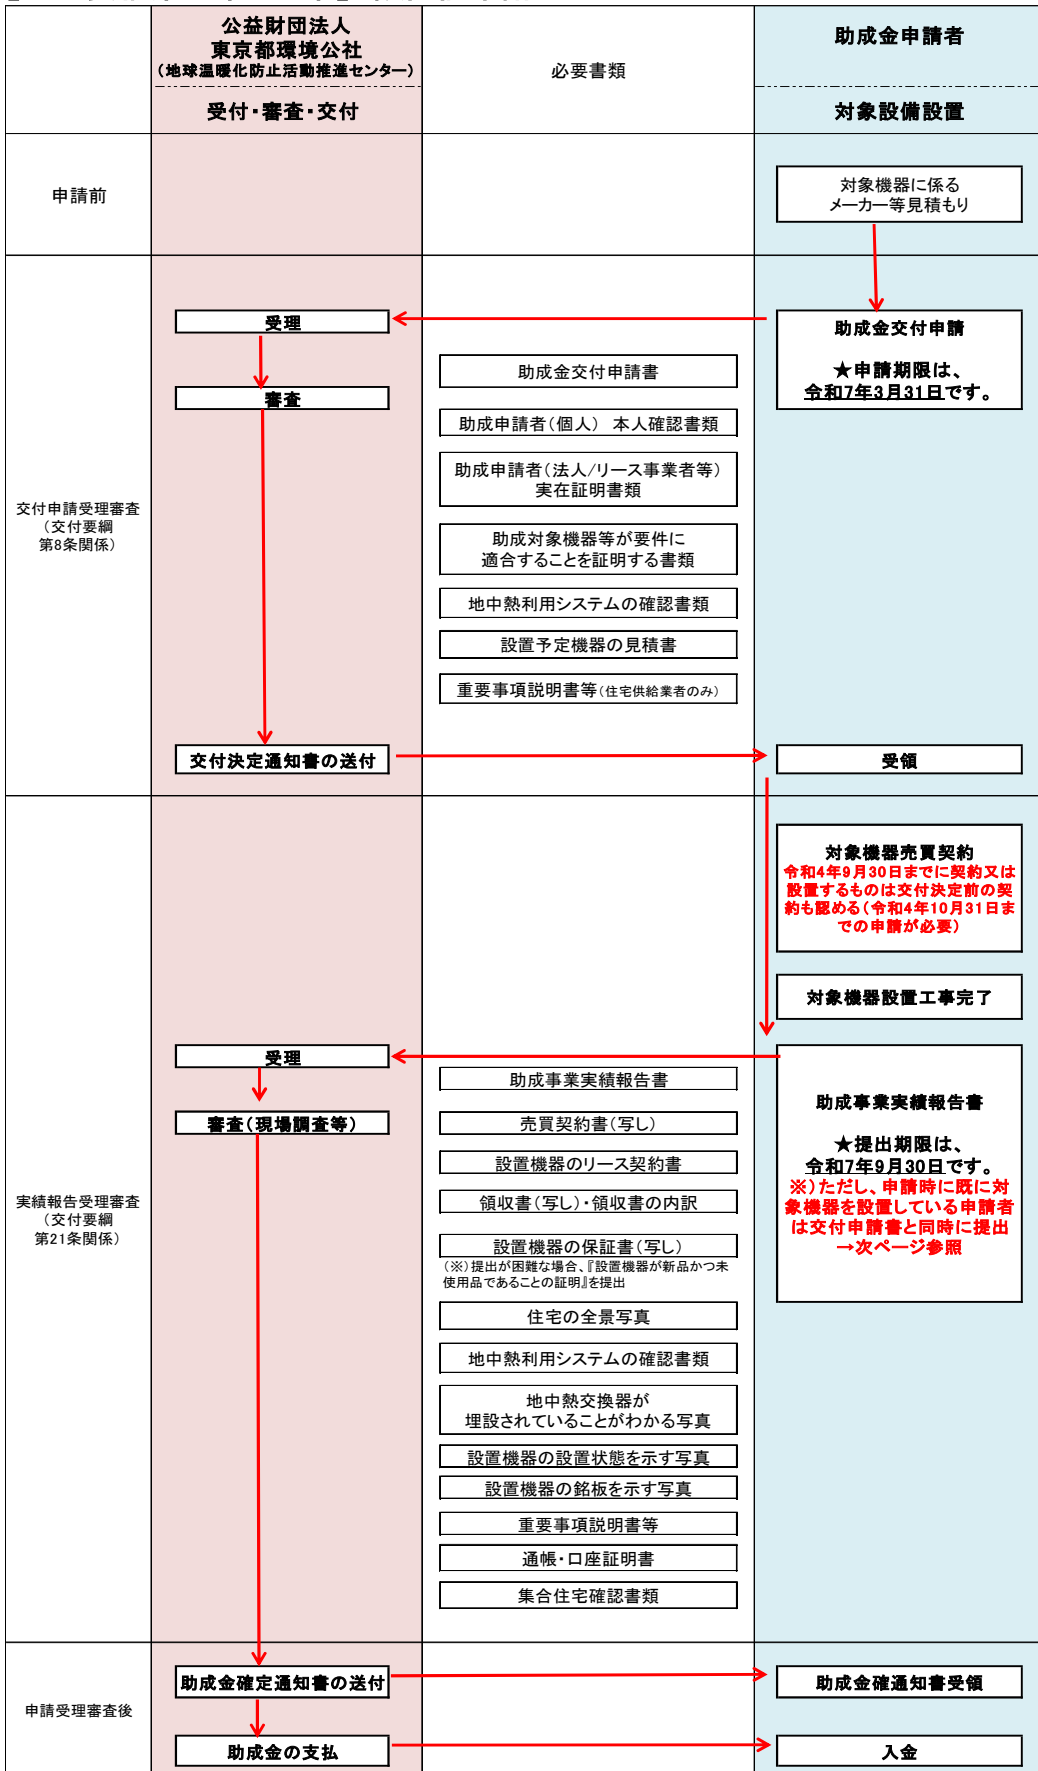 公益財団法人
東京都環境公社
(地球温暖化防止活動推進センター)
受付・審査・交付
必要書類
助成金申請者
対象設備設置
申請前
対象機器に係る
メーカー等見積もり
交付申請受理審査
(交付要綱
第8条関係)
受理
審査
助成金交付申請
★申請期限は、
令和7年3月31日です。
助成金交付申請書
助成申請者(個人) 本人確認書類
助成申請者(法人/リース事業者等)
実在証明書類
助成対象機器等が要件に
適合することを証明する書類
地中熱利用システムの確認書類
設置予定機器の見積書
重要事項説明書等(住宅供給業者のみ)
交付決定通知書の送付
受領
対象機器売買契約
令和4年9月30日までに契約又は
設置するものは交付決定前の契
約も認める(令和4年10月31日ま
での申請が必要)
対象機器設置工事完了
実績報告受理審査
(交付要綱
第21条関係)
受理
審査(現場調査等)
助成事業実績報告書
売買契約書(写し)
設置機器のリース契約書
領収書(写し)・領収書の内訳
設置機器の保証書(写し)
(※)提出が困難な場合、『設置機器が新品かつ未
使用品であることの証明』を提出
住宅の全景写真
地中熱利用システムの確認書類
地中熱交換器が
埋設されていることがわかる写真
設置機器の設置状態を示す写真
設置機器の銘板を示す写真
重要事項説明書等
通帳・口座証明書
集合住宅確認書類
助成事業実績報告書
★提出期限は、
令和7年9月30日です。
※)ただし、申請時に既に対
象機器を設置している申請者
は交付申請書と同時に提出
→次ページ参照
申請受理審査後
助成金確定通知書の送付
助成金確通知書受領
助成金の支払
入金